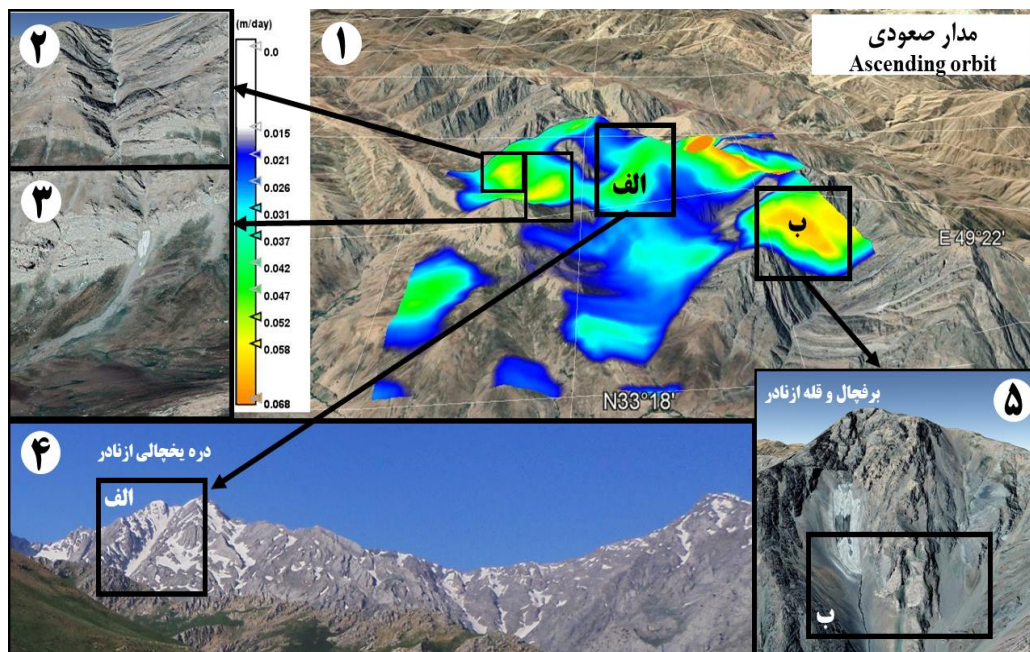 ۱
مدار صعودی
Ascending orbit
الف
ب
E 49°22'
N33°18'
(m/day)
0.0
0.015
0.021
0.026
0.031
0.037
0.042
0.047
0.052
0.058
0.068
۲
۳
۴
دره یخچالی ازنادر
الف
۵
برفچال و قله ازنادر
ب